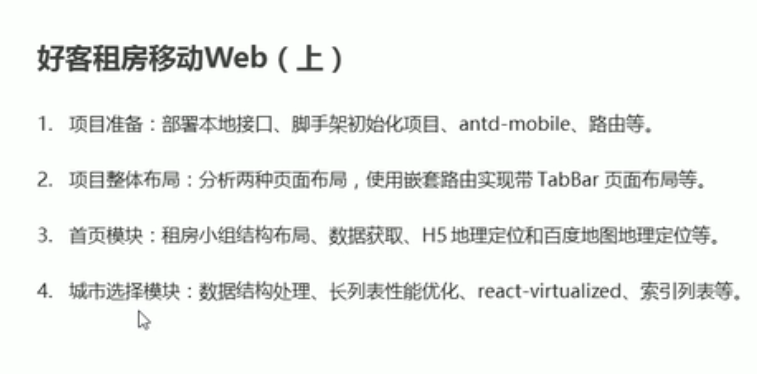 好客租房移动Web（上）
1. 项目准备：部署本地接口、脚手架初始化项目、antd-mobile、路由等。
2. 项目整体布局：分析两种页面布局，使用嵌套路由实现带 TabBar 页面布局等。
3. 首页模块：租房小组结构布局、数据获取、H5 地理定位和百度地图地理定位等。
4. 城市选择模块：数据结构处理、长列表性能优化、react-virtualized、索引列表等。